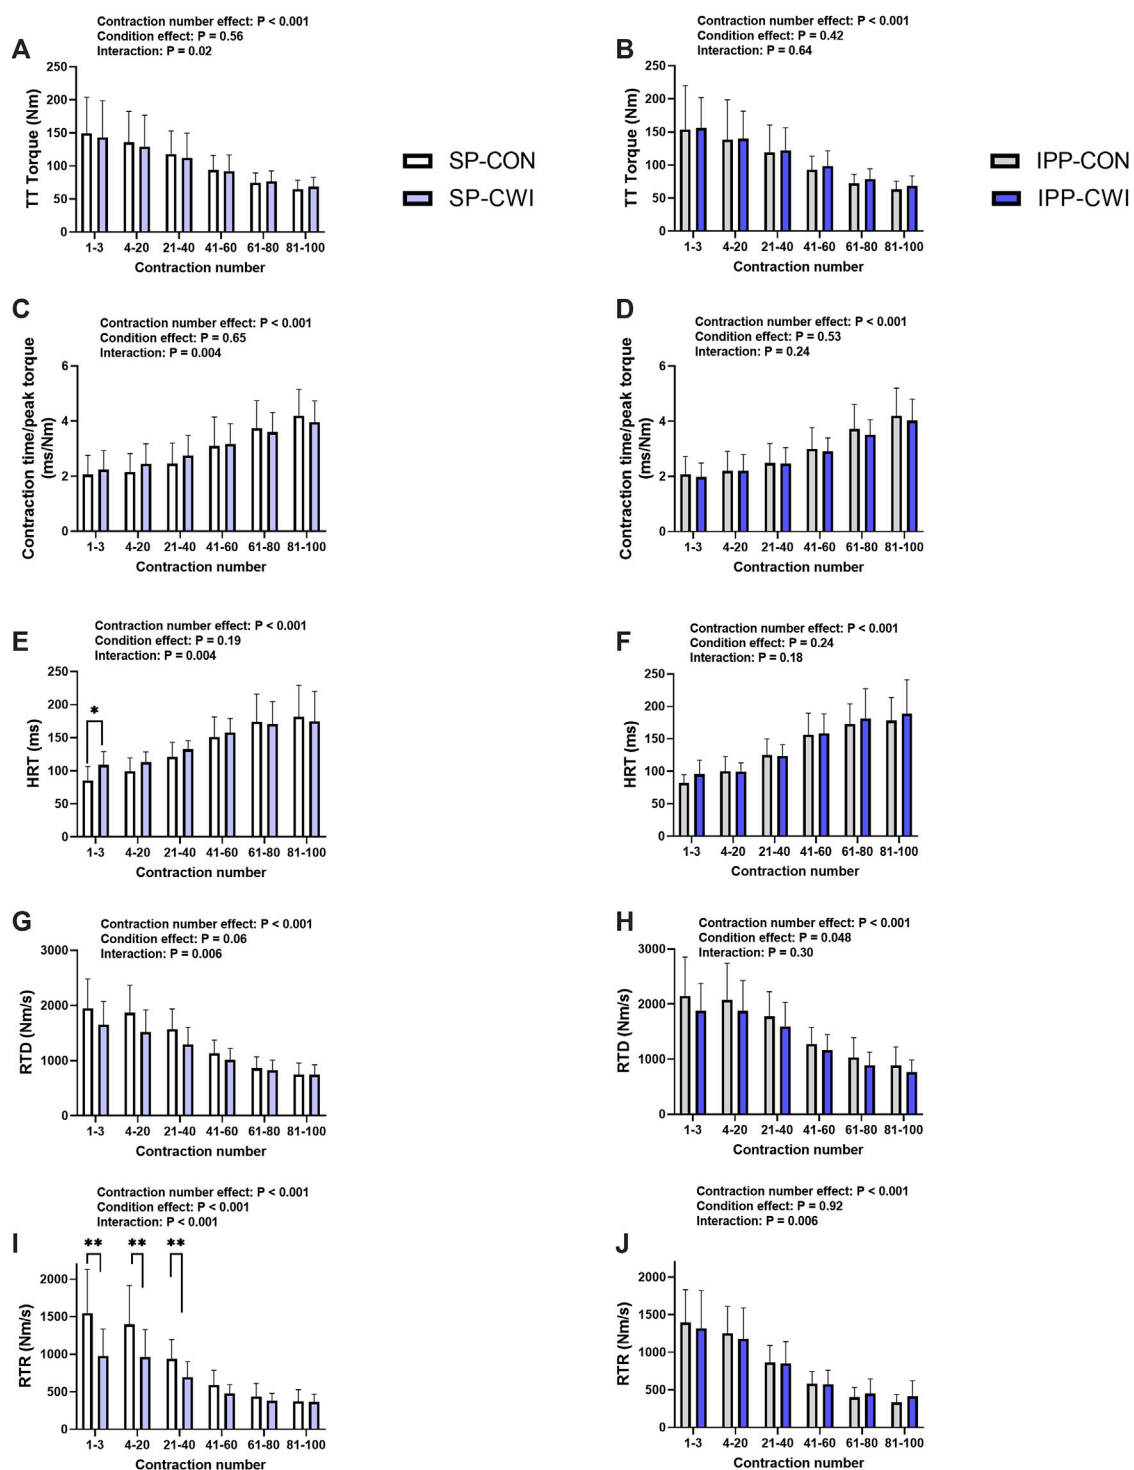 Contraction number effect: P < 0.001
Condition effect: P = 0.56
Interaction: P = 0.02
A
TT Torque (Nm)
250
200
150
100
50
0
1-3 4-20 21-40 41-60 61-80 81-100
Contraction number
SP-CON
SP-CWI
Contraction number effect: P < 0.001
Condition effect: P = 0.42
Interaction: P = 0.64
B
TT Torque (Nm)
250
200
150
100
50
0
1-3 4-20 21-40 41-60 61-80 81-100
Contraction number
IPP-CON
IPP-CWI
C
Contraction number effect: P < 0.001
Condition effect: P = 0.65
Interaction: P = 0.004
Contraction time/peak torque
(ms/Nm)
6
4
2
0
1-3 4-20 21-40 41-60 61-80 81-100
Contraction number
D
Contraction number effect: P < 0.001
Condition effect: P = 0.53
Interaction: P = 0.24
Contraction time/peak torque
(ms/Nm)
6
4
2
0
1-3 4-20 21-40 41-60 61-80 81-100
Contraction number
E
Contraction number effect: P < 0.001
Condition effect: P = 0.19
Interaction: P = 0.004
HRT (ms)
250
200
150
100
50
0
*
1-3 4-20 21-40 41-60 61-80 81-100
Contraction number
F
Contraction number effect: P < 0.001
Condition effect: P = 0.24
Interaction: P = 0.18
HRT (ms)
250
200
150
100
50
0
1-3 4-20 21-40 41-60 61-80 81-100
Contraction number
G
Contraction number effect: P < 0.001
Condition effect: P = 0.06
Interaction: P = 0.006
RTD (Nm/s)
3000
2000
1000
0
1-3 4-20 21-40 41-60 61-80 81-100
Contraction number
H
Contraction number effect: P < 0.001
Condition effect: P = 0.048
Interaction: P = 0.30
RTD (Nm/s)
3000
2000
1000
0
1-3 4-20 21-40 41-60 61-80 81-100
Contraction number
Contraction number effect: P < 0.001
Condition effect: P < 0.001
Interaction: P < 0.001
I
** ** **
RTR (Nm/s)
2000
1500
1000
500
0
1-3 4-20 21-40 41-60 61-80 81-100
Contraction number
Contraction number effect: P < 0.001
Condition effect: P = 0.92
Interaction: P = 0.006
J
RTR (Nm/s)
2000
1500
1000
500
0
1-3 4-20 21-40 41-60 61-80 81-100
Contraction number